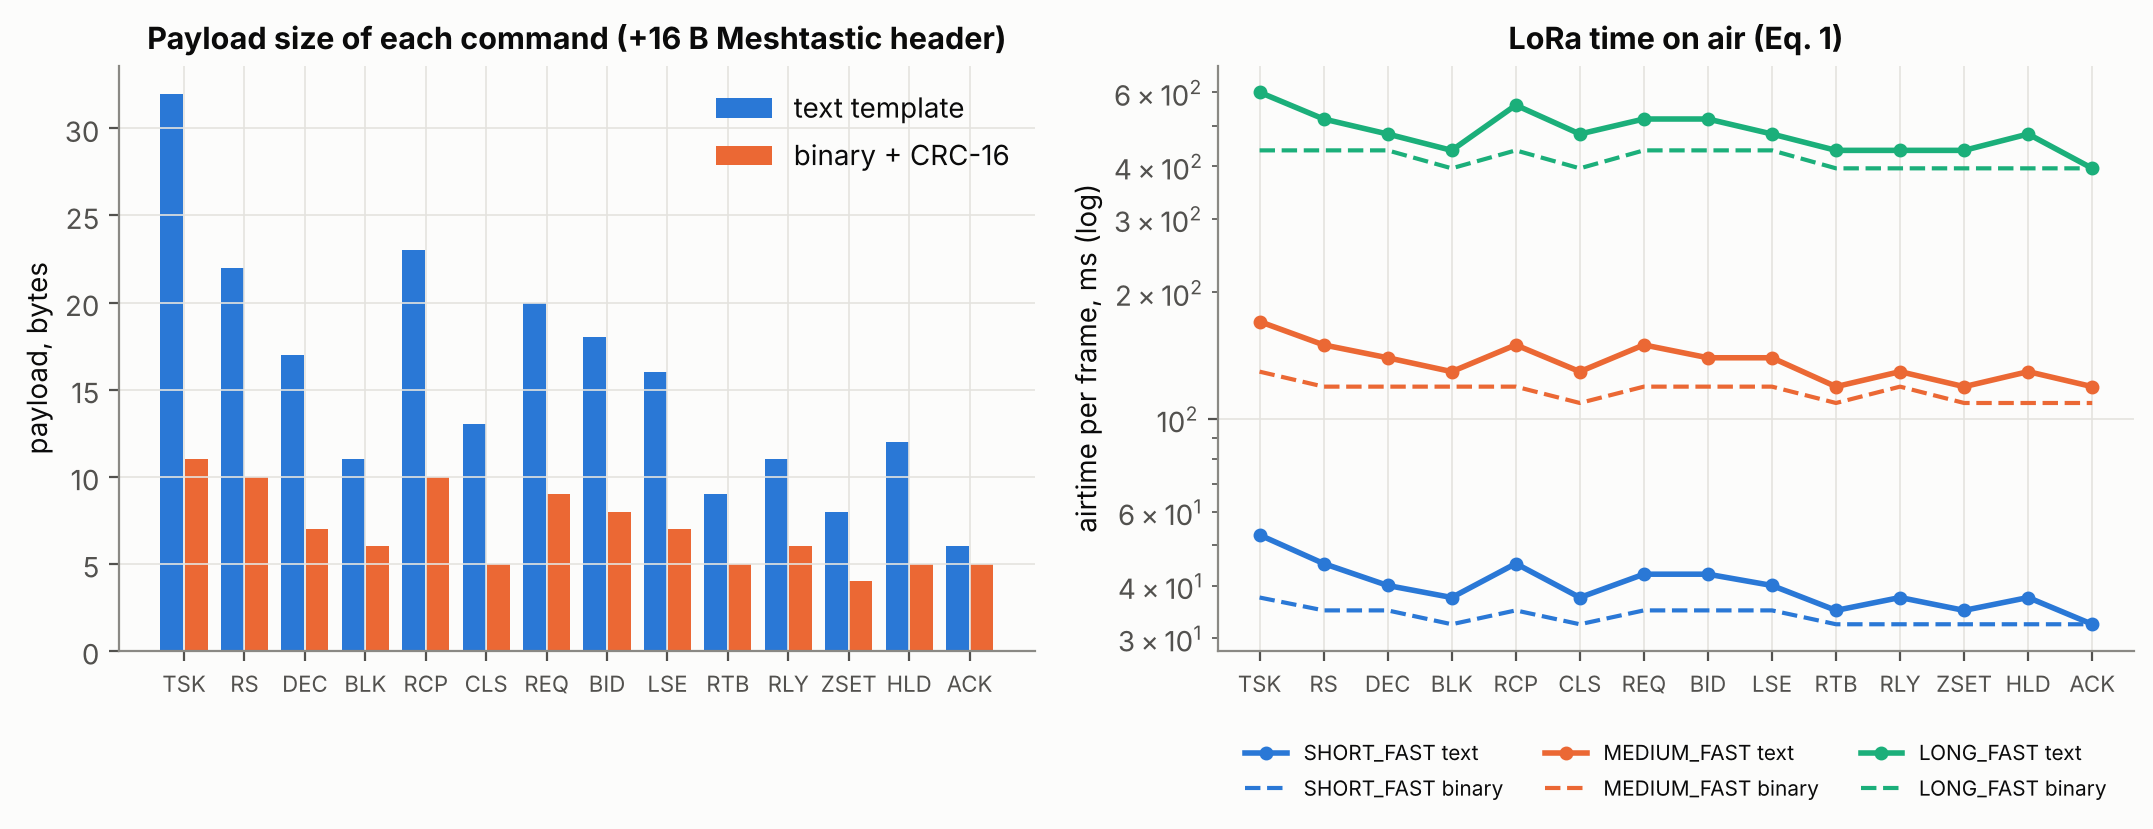 Payload size of each command (+16 B Meshtastic header)
payload, bytes
30
25
20
15
10
5
0
text template
binary + CRC-16
TSK RS DEC BLK RCP CLS REQ BID LSE RTB RLY ZSET HLD ACK
LoRa time on air (Eq. 1)
airtime per frame, ms (log)
6 × 10²
4 × 10²
3 × 10²
2 × 10²
10²
6 × 10¹
4 × 10¹
3 × 10¹
TSK RS DEC BLK RCP CLS REQ BID LSE RTB RLY ZSET HLD ACK
SHORT_FAST text MEDIUM_FAST text LONG_FAST text
SHORT_FAST binary MEDIUM_FAST binary LONG_FAST binary